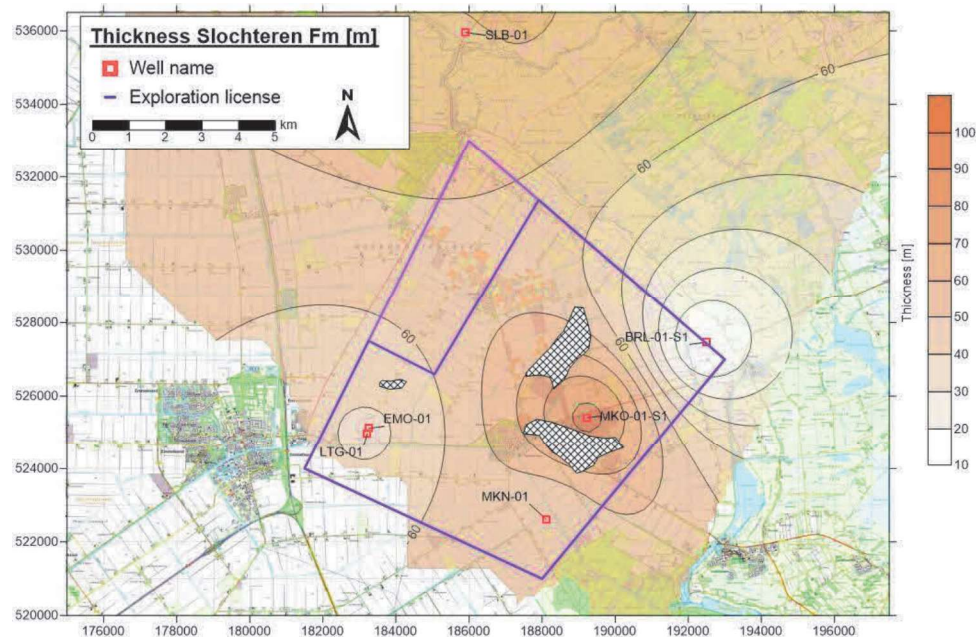 Thickness Slochteren Fm [m]
Well name
Exploration license
N
km
0 1 2 3 4 5
536000
534000
532000
530000
528000
526000
524000
522000
520000
176000 178000 180000 182000 184000 186000 188000 190000 192000 194000 196000
SLB-01
BRL-01-S1
MKO-01-S1
EMO-01
LTG-01
MKN-01
60
60
60
60
60
Thickness [m]
100
90
80
70
60
50
40
30
20
10